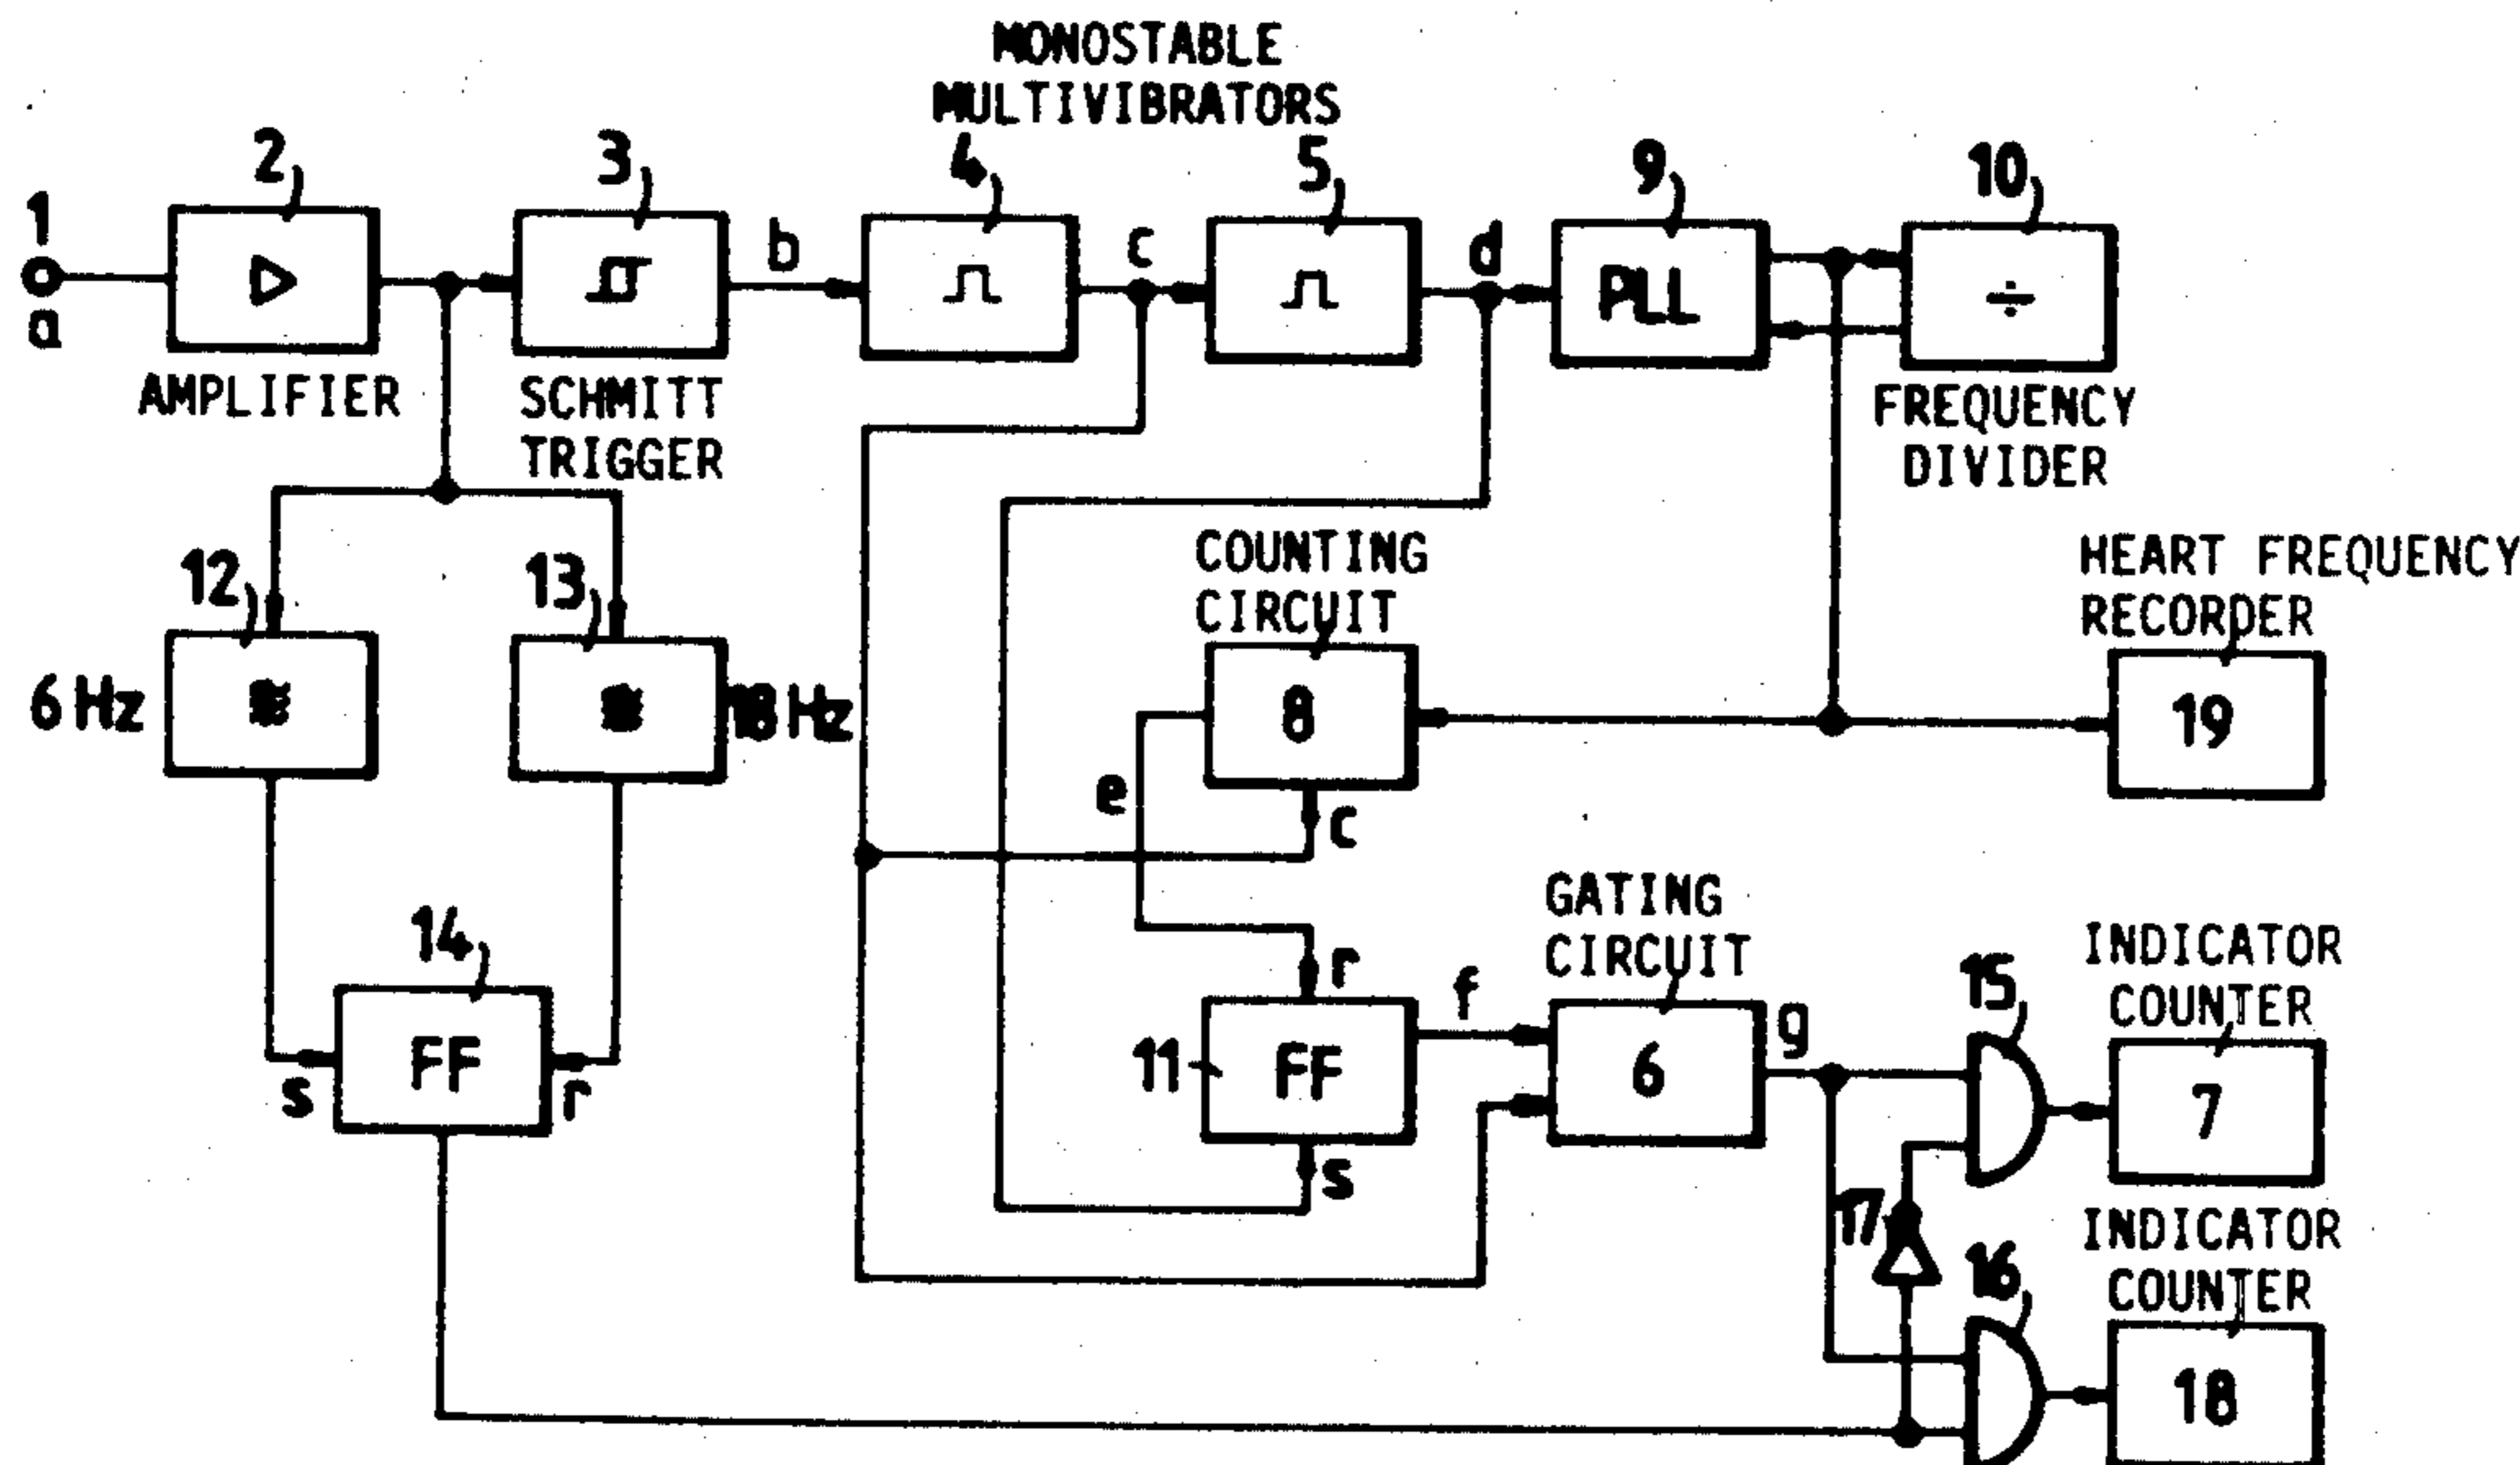 MONOSTABLE
MULTIVIBRATORS
2
3
4
5
9
10
1
a
b
c
d
PLL
÷
AMPLIFIER
SCHMITT
TRIGGER
FREQUENCY
DIVIDER
12
13
COUNTING
CIRCUIT
HEART FREQUENCY
RECORDER
6 Hz
18 Hz
8
19
e
c
14
GATING
CIRCUIT
INDICATOR
COUNTER
15
r
f
g
FF
s
r
11
FF
6
7
s
17
16
INDICATOR
COUNTER
18